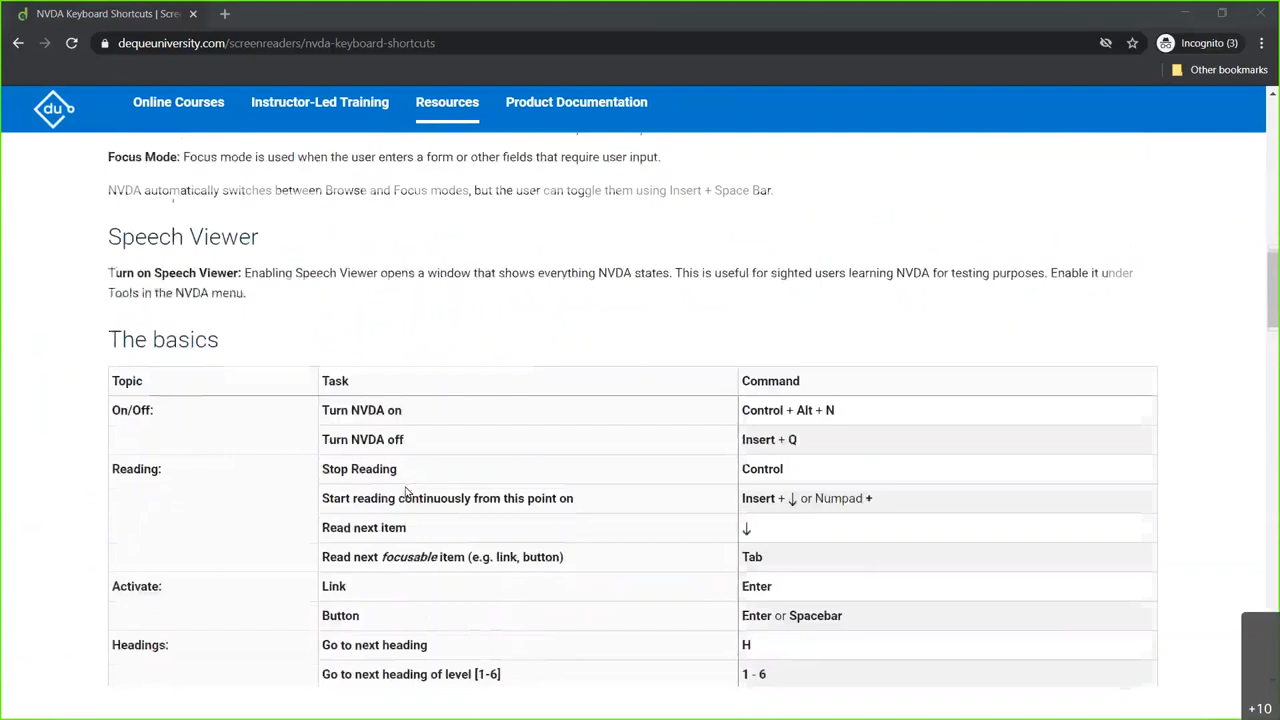 NVDA Keyboard Shortcuts | Scre
dequeuniversity.com/screenreaders/nvda-keyboard-shortcuts
Incognito (3)
Other bookmarks
du
Online Courses
Instructor-Led Training
Resources
Product Documentation
Focus Mode: Focus mode is used when the user enters a form or other fields that require user input.
NVDA automatically switches between Browse and Focus modes, but the user can toggle them using Insert + Space Bar.
Speech Viewer
Turn on Speech Viewer: Enabling Speech Viewer opens a window that shows everything NVDA states. This is useful for sighted users learning NVDA for testing purposes. Enable it under
Tools in the NVDA menu.
The basics
Topic Task Command
On/Off: Turn NVDA on Control + Alt + N
Turn NVDA off Insert + Q
Reading: Stop Reading Control
Start reading continuously from this point on Insert + ↓ or Numpad +
Read next item ↓
Read next focusable item (e.g. link, button) Tab
Activate: Link Enter
Button Enter or Spacebar
Headings: Go to next heading H
Go to next heading of level [1-6] 1 - 6
+10